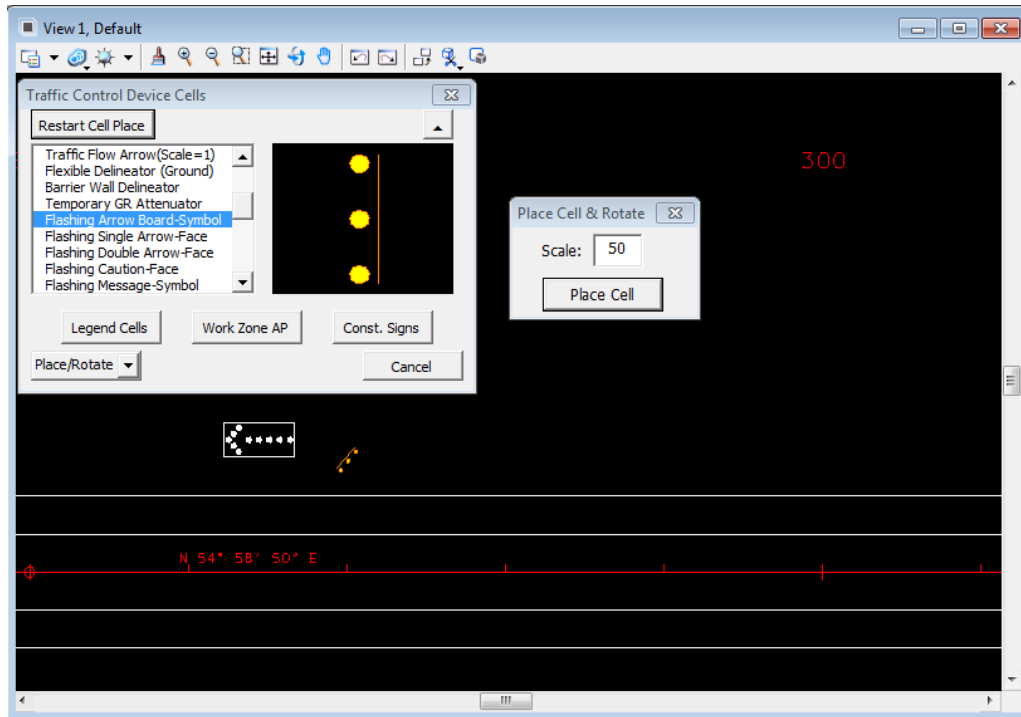 View 1, Default
Traffic Control Device Cells
Restart Cell Place
Traffic Flow Arrow(Scale=1)
Flexible Delineator (Ground)
Barrier Wall Delineator
Temporary GR Attenuator
Flashing Arrow Board-Symbol
Flashing Single Arrow-Face
Flashing Double Arrow-Face
Flashing Caution-Face
Flashing Message-Symbol
Legend Cells
Work Zone AP
Const. Signs
Place/Rotate
Cancel
300
Place Cell & Rotate
Scale: 50
Place Cell
N 54° 58' 50" E